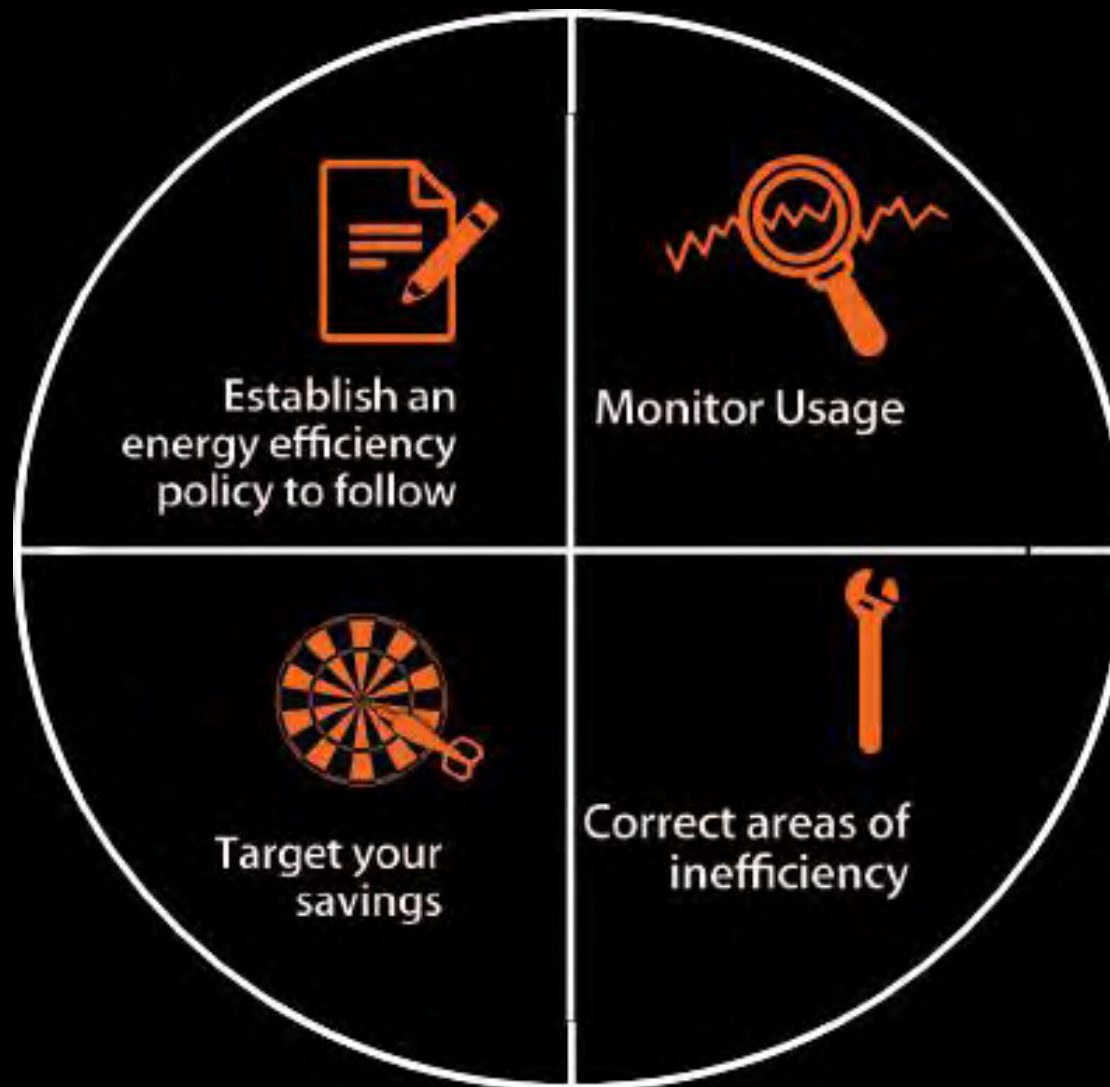 Establish an
energy efficiency
policy to follow
Monitor Usage
Target your
savings
Correct areas of
inefficiency